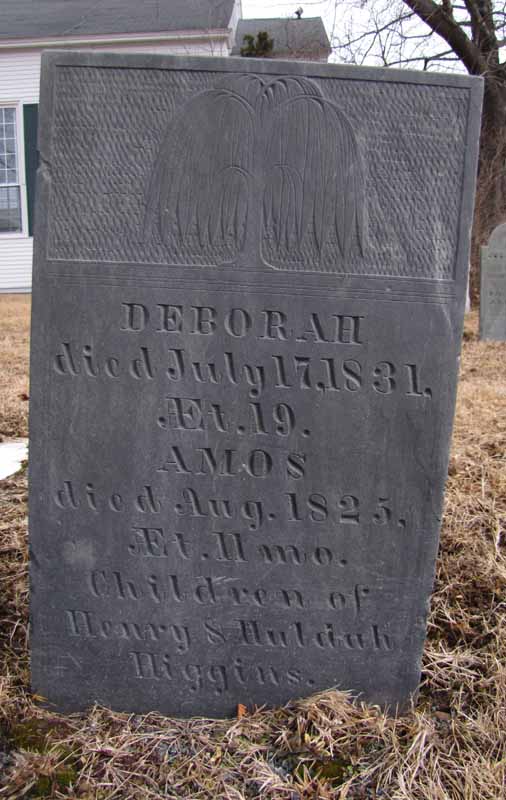 DEBORAH
died July 17, 1831,
Æt. 19.
AMOS
died Aug. 1825,
Æt. 11 mo.
Children of
Henry & Huldah
Higgins.